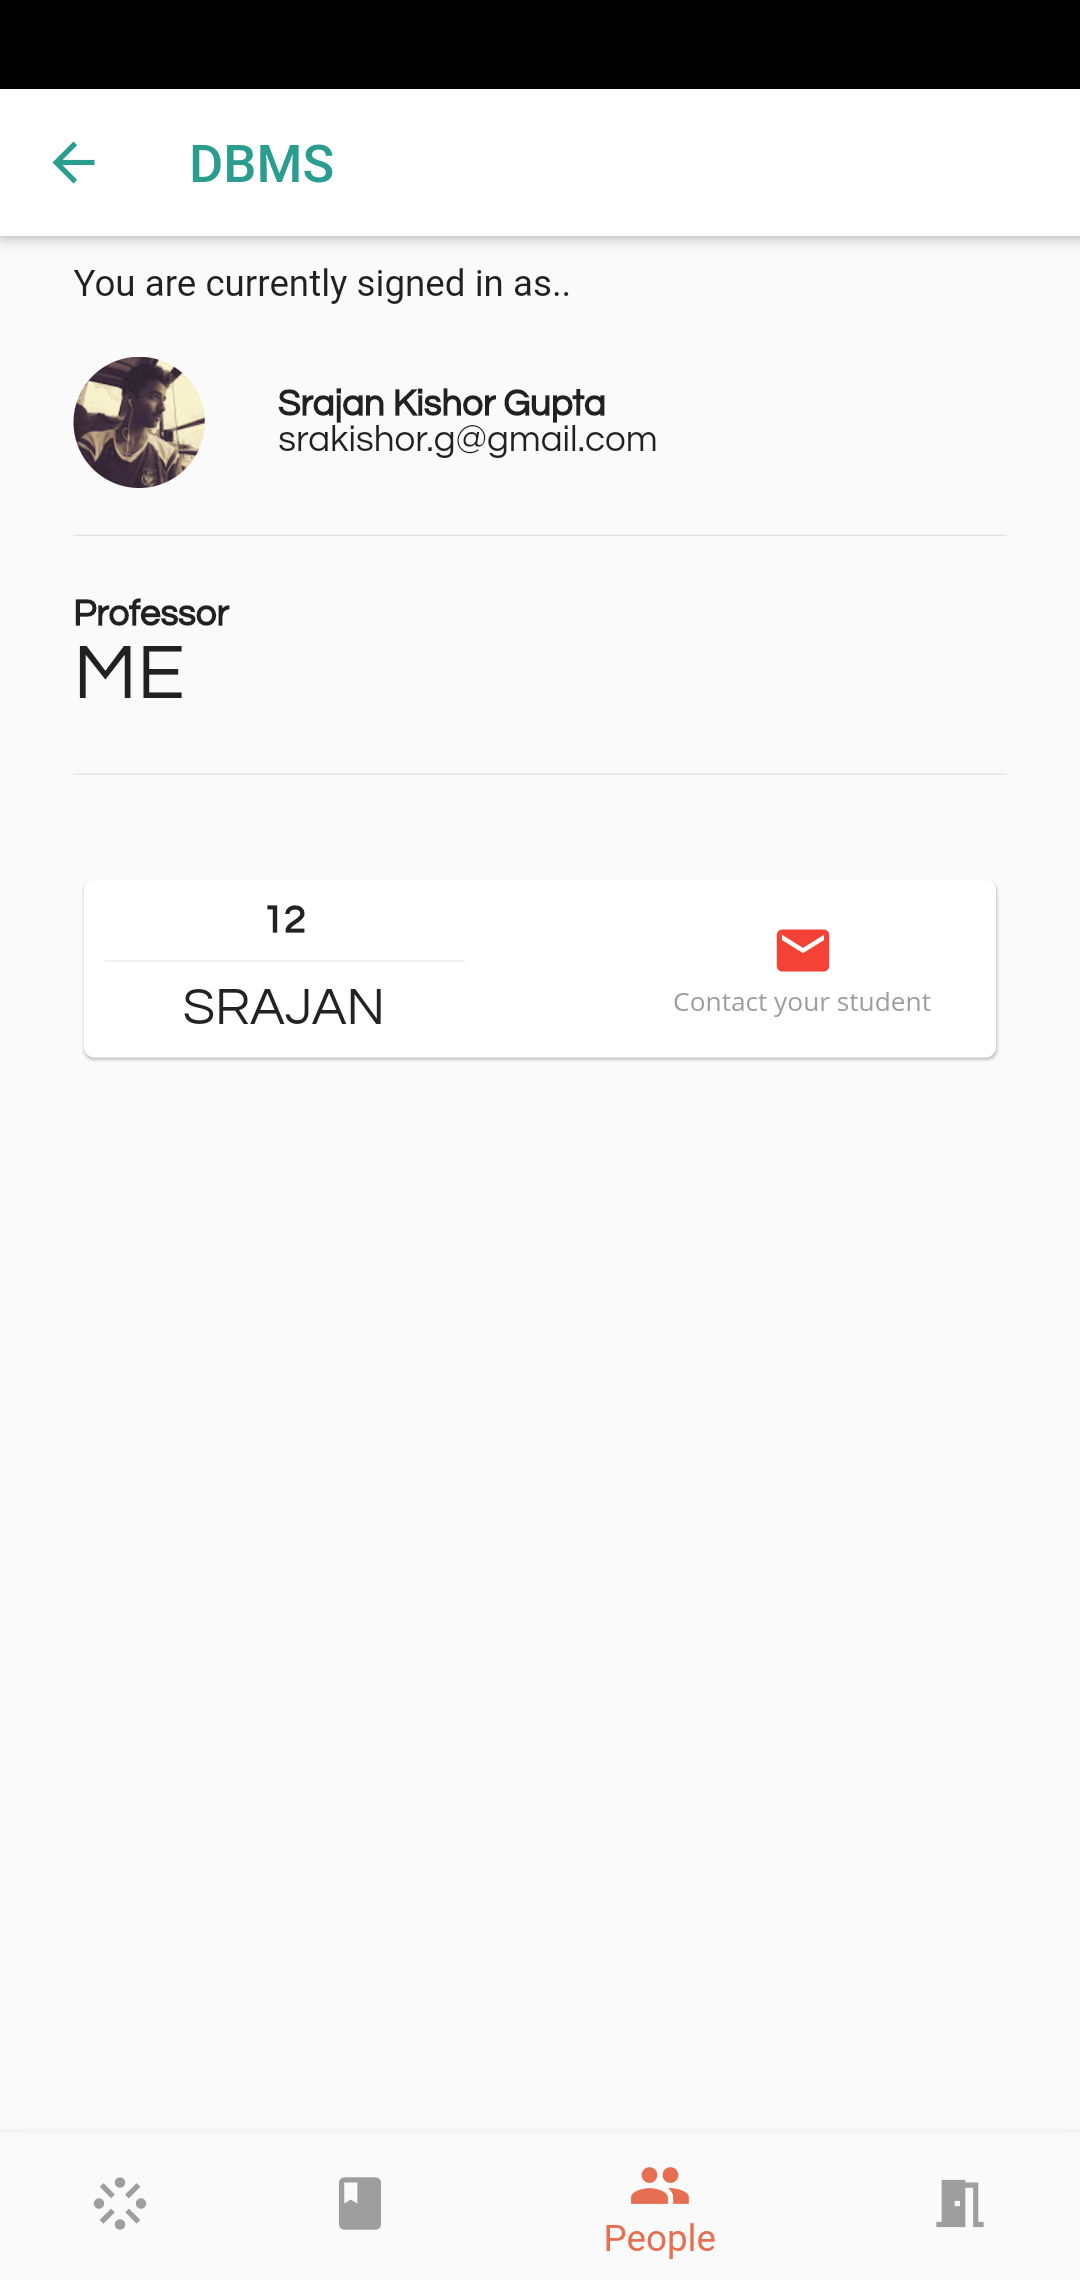 DBMS
You are currently signed in as..
Srajan Kishor Gupta
srakishor.g@gmail.com
Professor
ME
12
SRAJAN
Contact your student
People